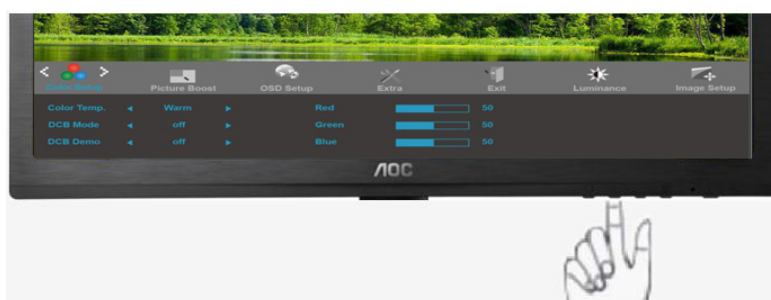 < >
Color Setup Picture Boost OSD Setup Extra Exit Luminance Image Setup
Color Temp. ◄ Warm ► Red 50
DCB Mode ◄ off ► Green 50
DCB Demo ◄ off ► Blue 50
AOC